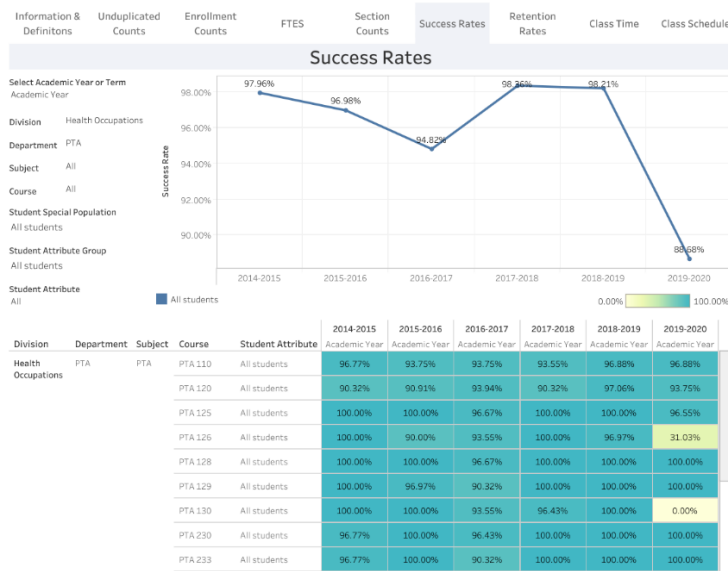 Information & Definitons
Unduplicated Counts
Enrollment Counts
FTES
Section Counts
Success Rates
Retention Rates
Class Time
Class Schedule
Success Rates
Select Academic Year or Term
Academic Year
Division Health Occupations
Department PTA
Subject All
Course All
Student Special Population
All students
Student Attribute Group
All students
Student Attribute
All
Success Rate
98.00%
96.00%
94.00%
92.00%
90.00%
97.96%
96.98%
94.82%
98.36%
98.21%
88.68%
2014-2015 2015-2016 2016-2017 2017-2018 2018-2019 2019-2020
All students
0.00% 100.00%
2014-2015 2015-2016 2016-2017 2017-2018 2018-2019 2019-2020
Division Department Subject Course Student Attribute Academic Year Academic Year Academic Year Academic Year Academic Year Academic Year
Health Occupations PTA PTA PTA 110 All students 96.77% 93.75% 93.75% 93.55% 96.88% 96.88%
PTA 120 All students 90.32% 90.91% 93.94% 90.32% 97.06% 93.75%
PTA 125 All students 100.00% 100.00% 96.67% 100.00% 100.00% 96.55%
PTA 126 All students 100.00% 90.00% 93.55% 100.00% 96.97% 31.03%
PTA 128 All students 100.00% 100.00% 96.67% 100.00% 100.00% 100.00%
PTA 129 All students 100.00% 96.97% 90.32% 100.00% 100.00% 100.00%
PTA 130 All students 100.00% 100.00% 93.55% 96.43% 100.00% 0.00%
PTA 230 All students 96.77% 100.00% 96.43% 100.00% 100.00% 100.00%
PTA 233 All students 96.77% 100.00% 90.32% 100.00% 100.00% 100.00%